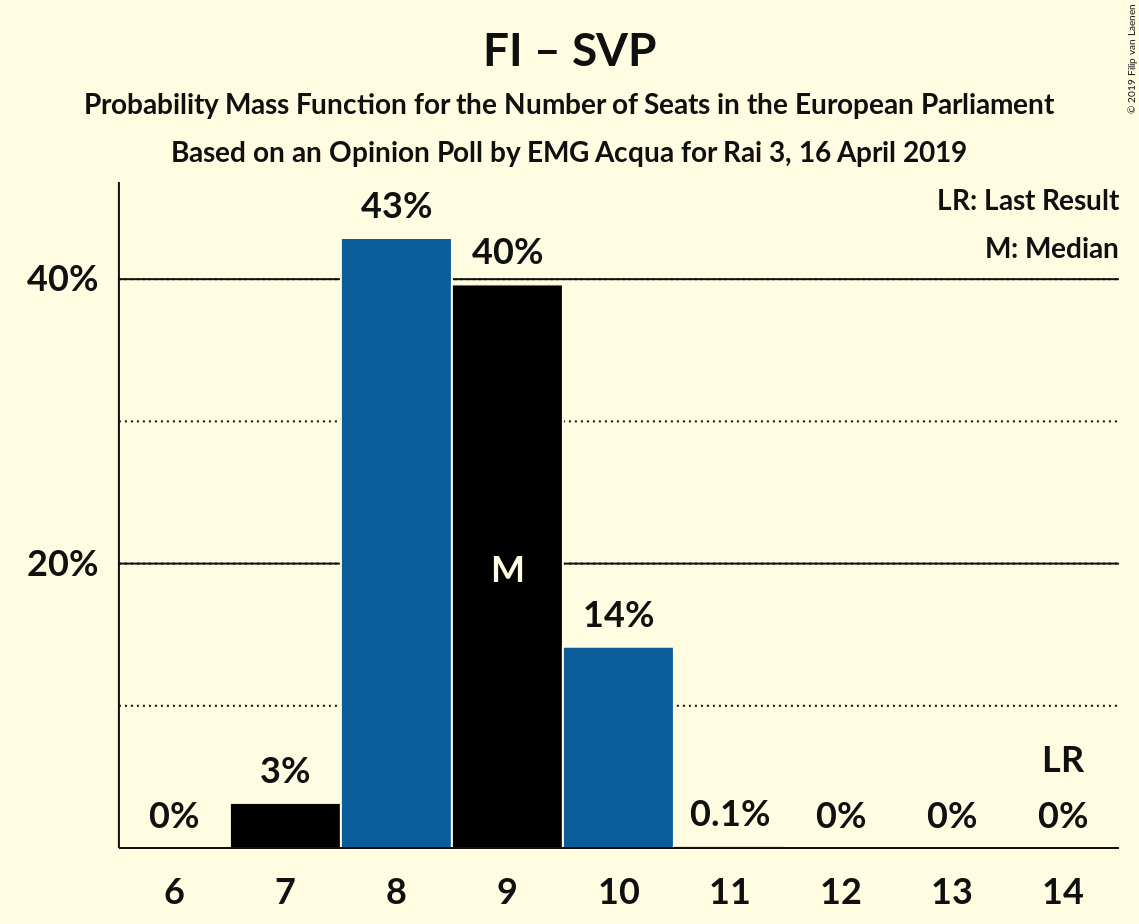 FI – SVP
Probability Mass Function for the Number of Seats in the European Parliament
Based on an Opinion Poll by EMG Acqua for Rai 3, 16 April 2019
© 2019 Filip van Laenen
LR: Last Result
M: Median
43%
40%
40%
20%
M
14%
3%
LR
0%
0.1%
0%
0%
0%
6
7
8
9
10
11
12
13
14